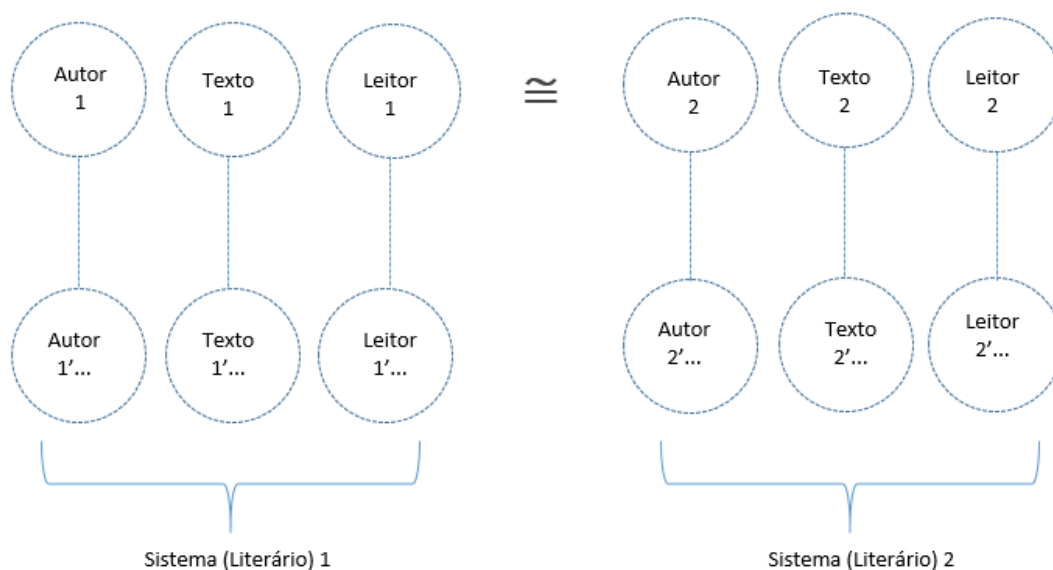 Autor
1
Texto
1
Leitor
1
≅
Autor
2
Texto
2
Leitor
2
Autor
1’...
Texto
1’...
Leitor
1’...
Autor
2’...
Texto
2’...
Leitor
2’...
Sistema (Literário) 1
Sistema (Literário) 2